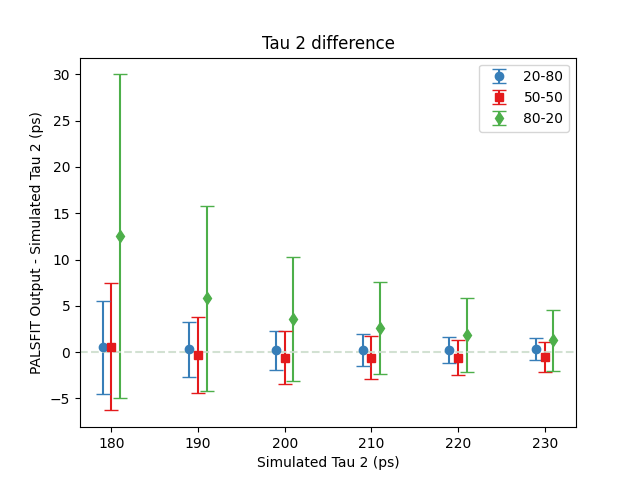 Tau 2 difference
20-80
50-50
80-20
PALSFIT Output - Simulated Tau 2 (ps)
30
25
20
15
10
5
0
−5
180 190 200 210 220 230
Simulated Tau 2 (ps)